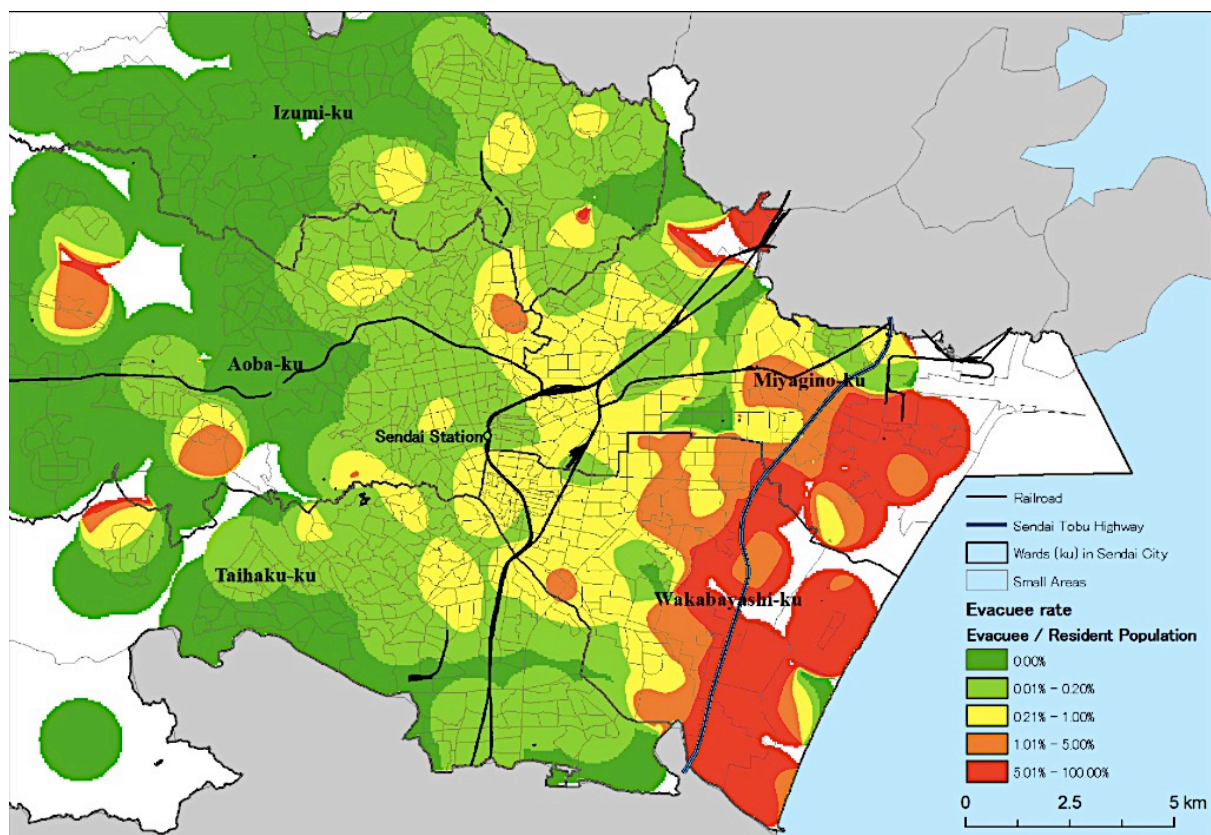 Izumi-ku
Aoba-ku
Miyagino-ku
Sendai Station
Taihaku-ku
Wakabayashi-ku
Railroad
Sendai Tobu Highway
Wards (ku) in Sendai City
Small Areas
Evacuee rate
Evacuee / Resident Population
0.00%
0.01% - 0.20%
0.21% - 1.00%
1.01% - 5.00%
5.01% - 100.00%
0 2.5 5 km